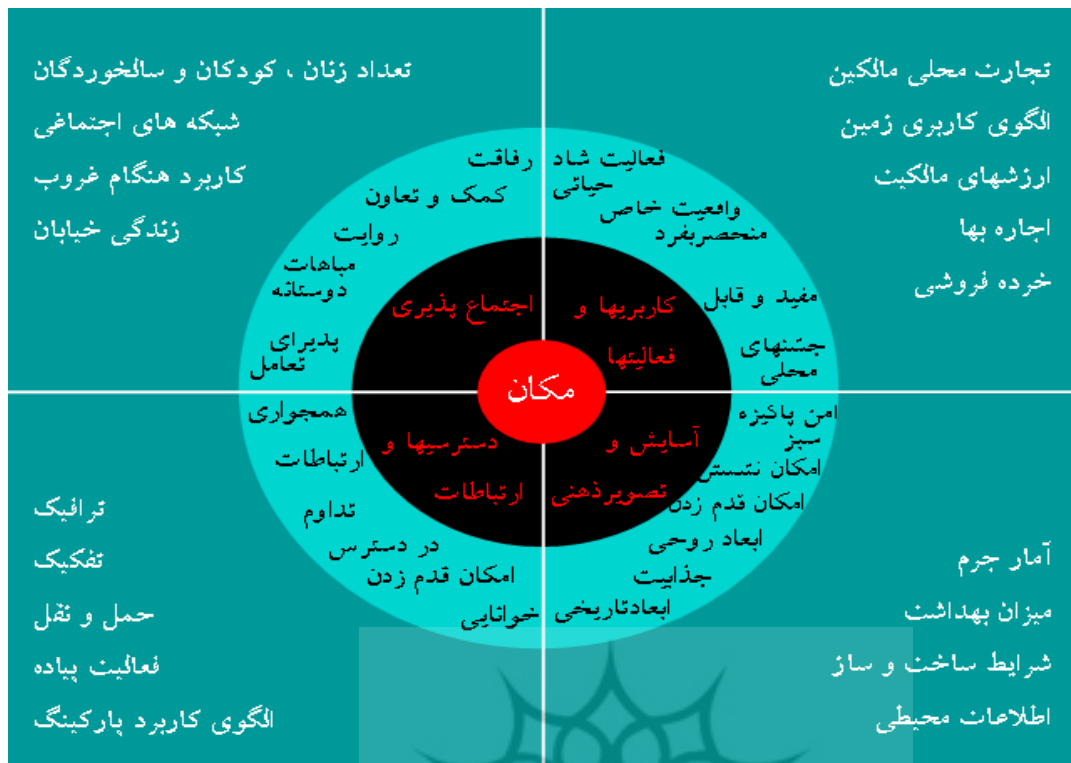 تجارت محلی مالکین
الگوی کاربری زمین
ارزشهای مالکیت
اجاره بها
خرده فروشی
تعداد زنان ، کودکان و سالخوردگان
شبکه های اجتماعی
کاربرد هنگام غروب
زندگی خیابان
فعالیت شاد
حیاتی
واقعیت خاص
منحصربفرد
مفید و قابل
جشنهای
محلی
رفاقت
کمک و تعاون
روایت
مباهات
دوستانه
پذیرای
تعامل
کاربریها و
فعالیتها
اجتماع پذیری
مکان
آسایش و
تصویرذهنی
دسترسیها و
ارتباطات
امن پاکیزه
سبز
امکان نشستن
امکان قدم زدن
ابعاد روحی
جذابیت
ابعادتاریخی
همجواری
ارتباطات
تداوم
در دسترس
امکان قدم زدن
خوانایی
آمار جرم
میزان بهداشت
شرایط ساخت و ساز
اطلاعات محیطی
ترافیک
تفکیک
حمل و نقل
فعالیت پیاده
الگوی کاربرد پارکینگ